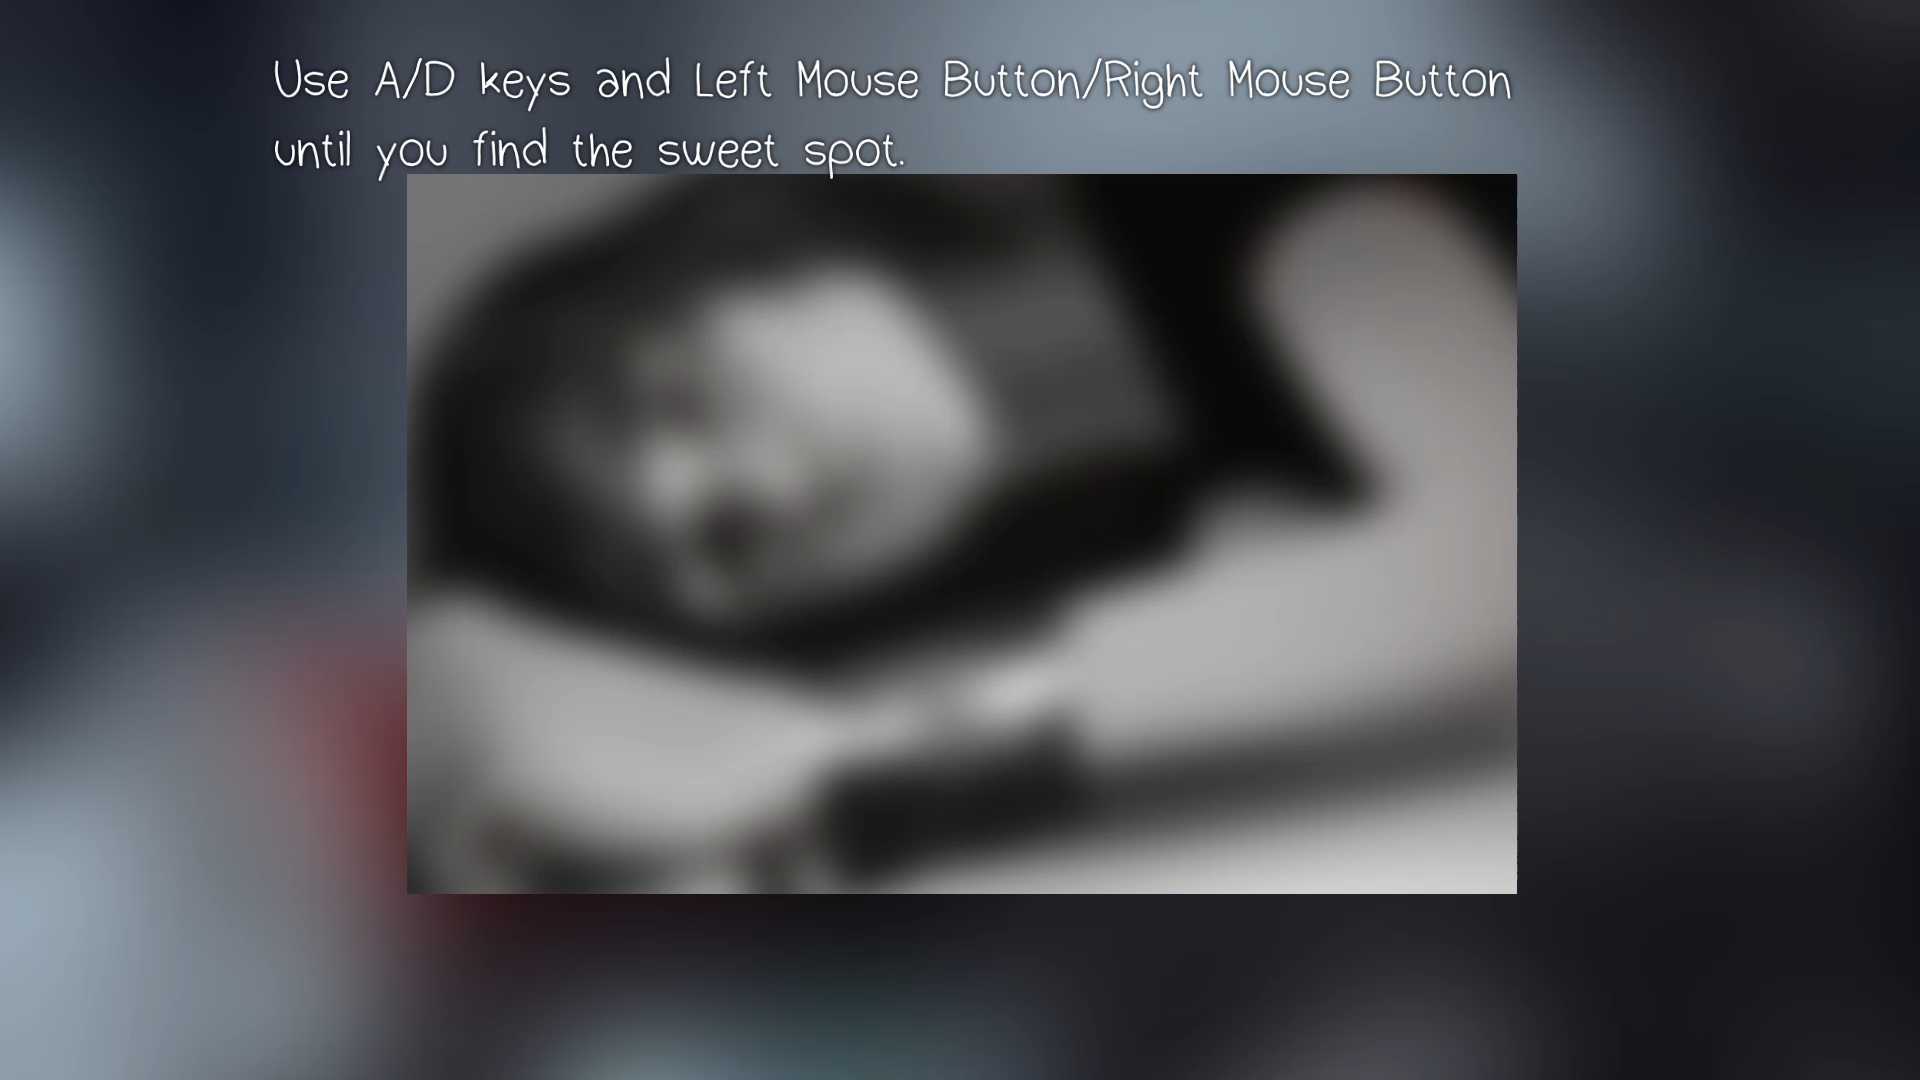 Use A/D keys and Left Mouse Button/Right Mouse Button
until you find the sweet spot.